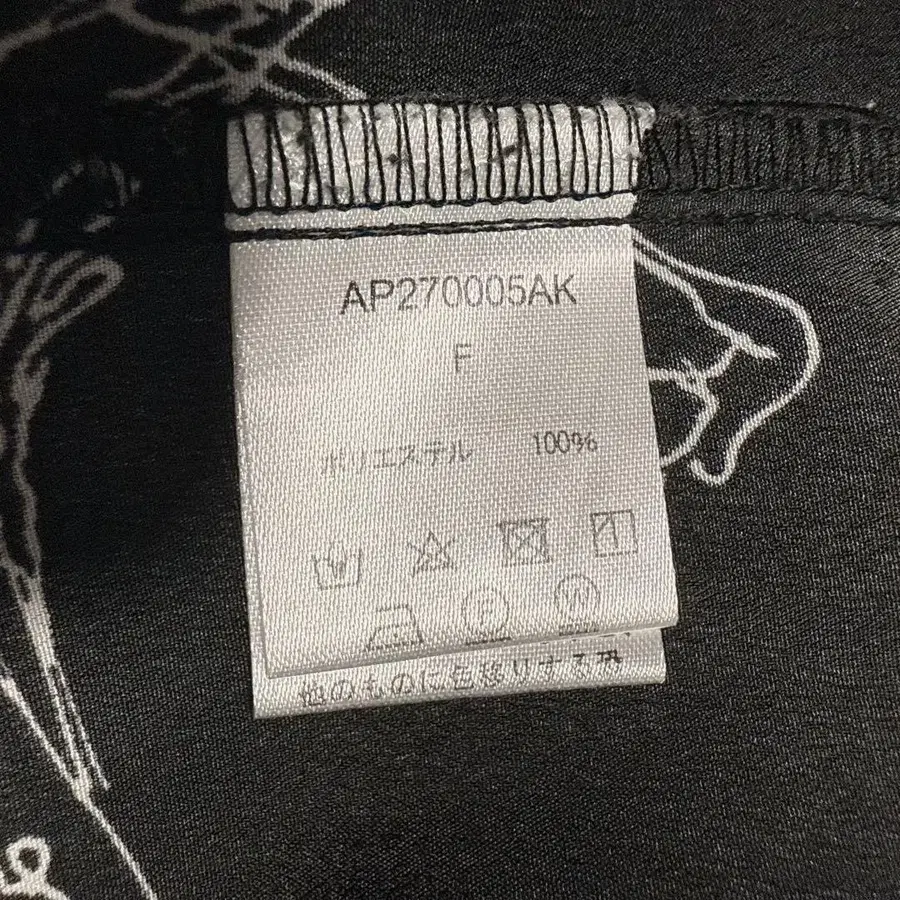 AP270005AK
F
ポリエステル 100%
P W
他のものに色移りする恐